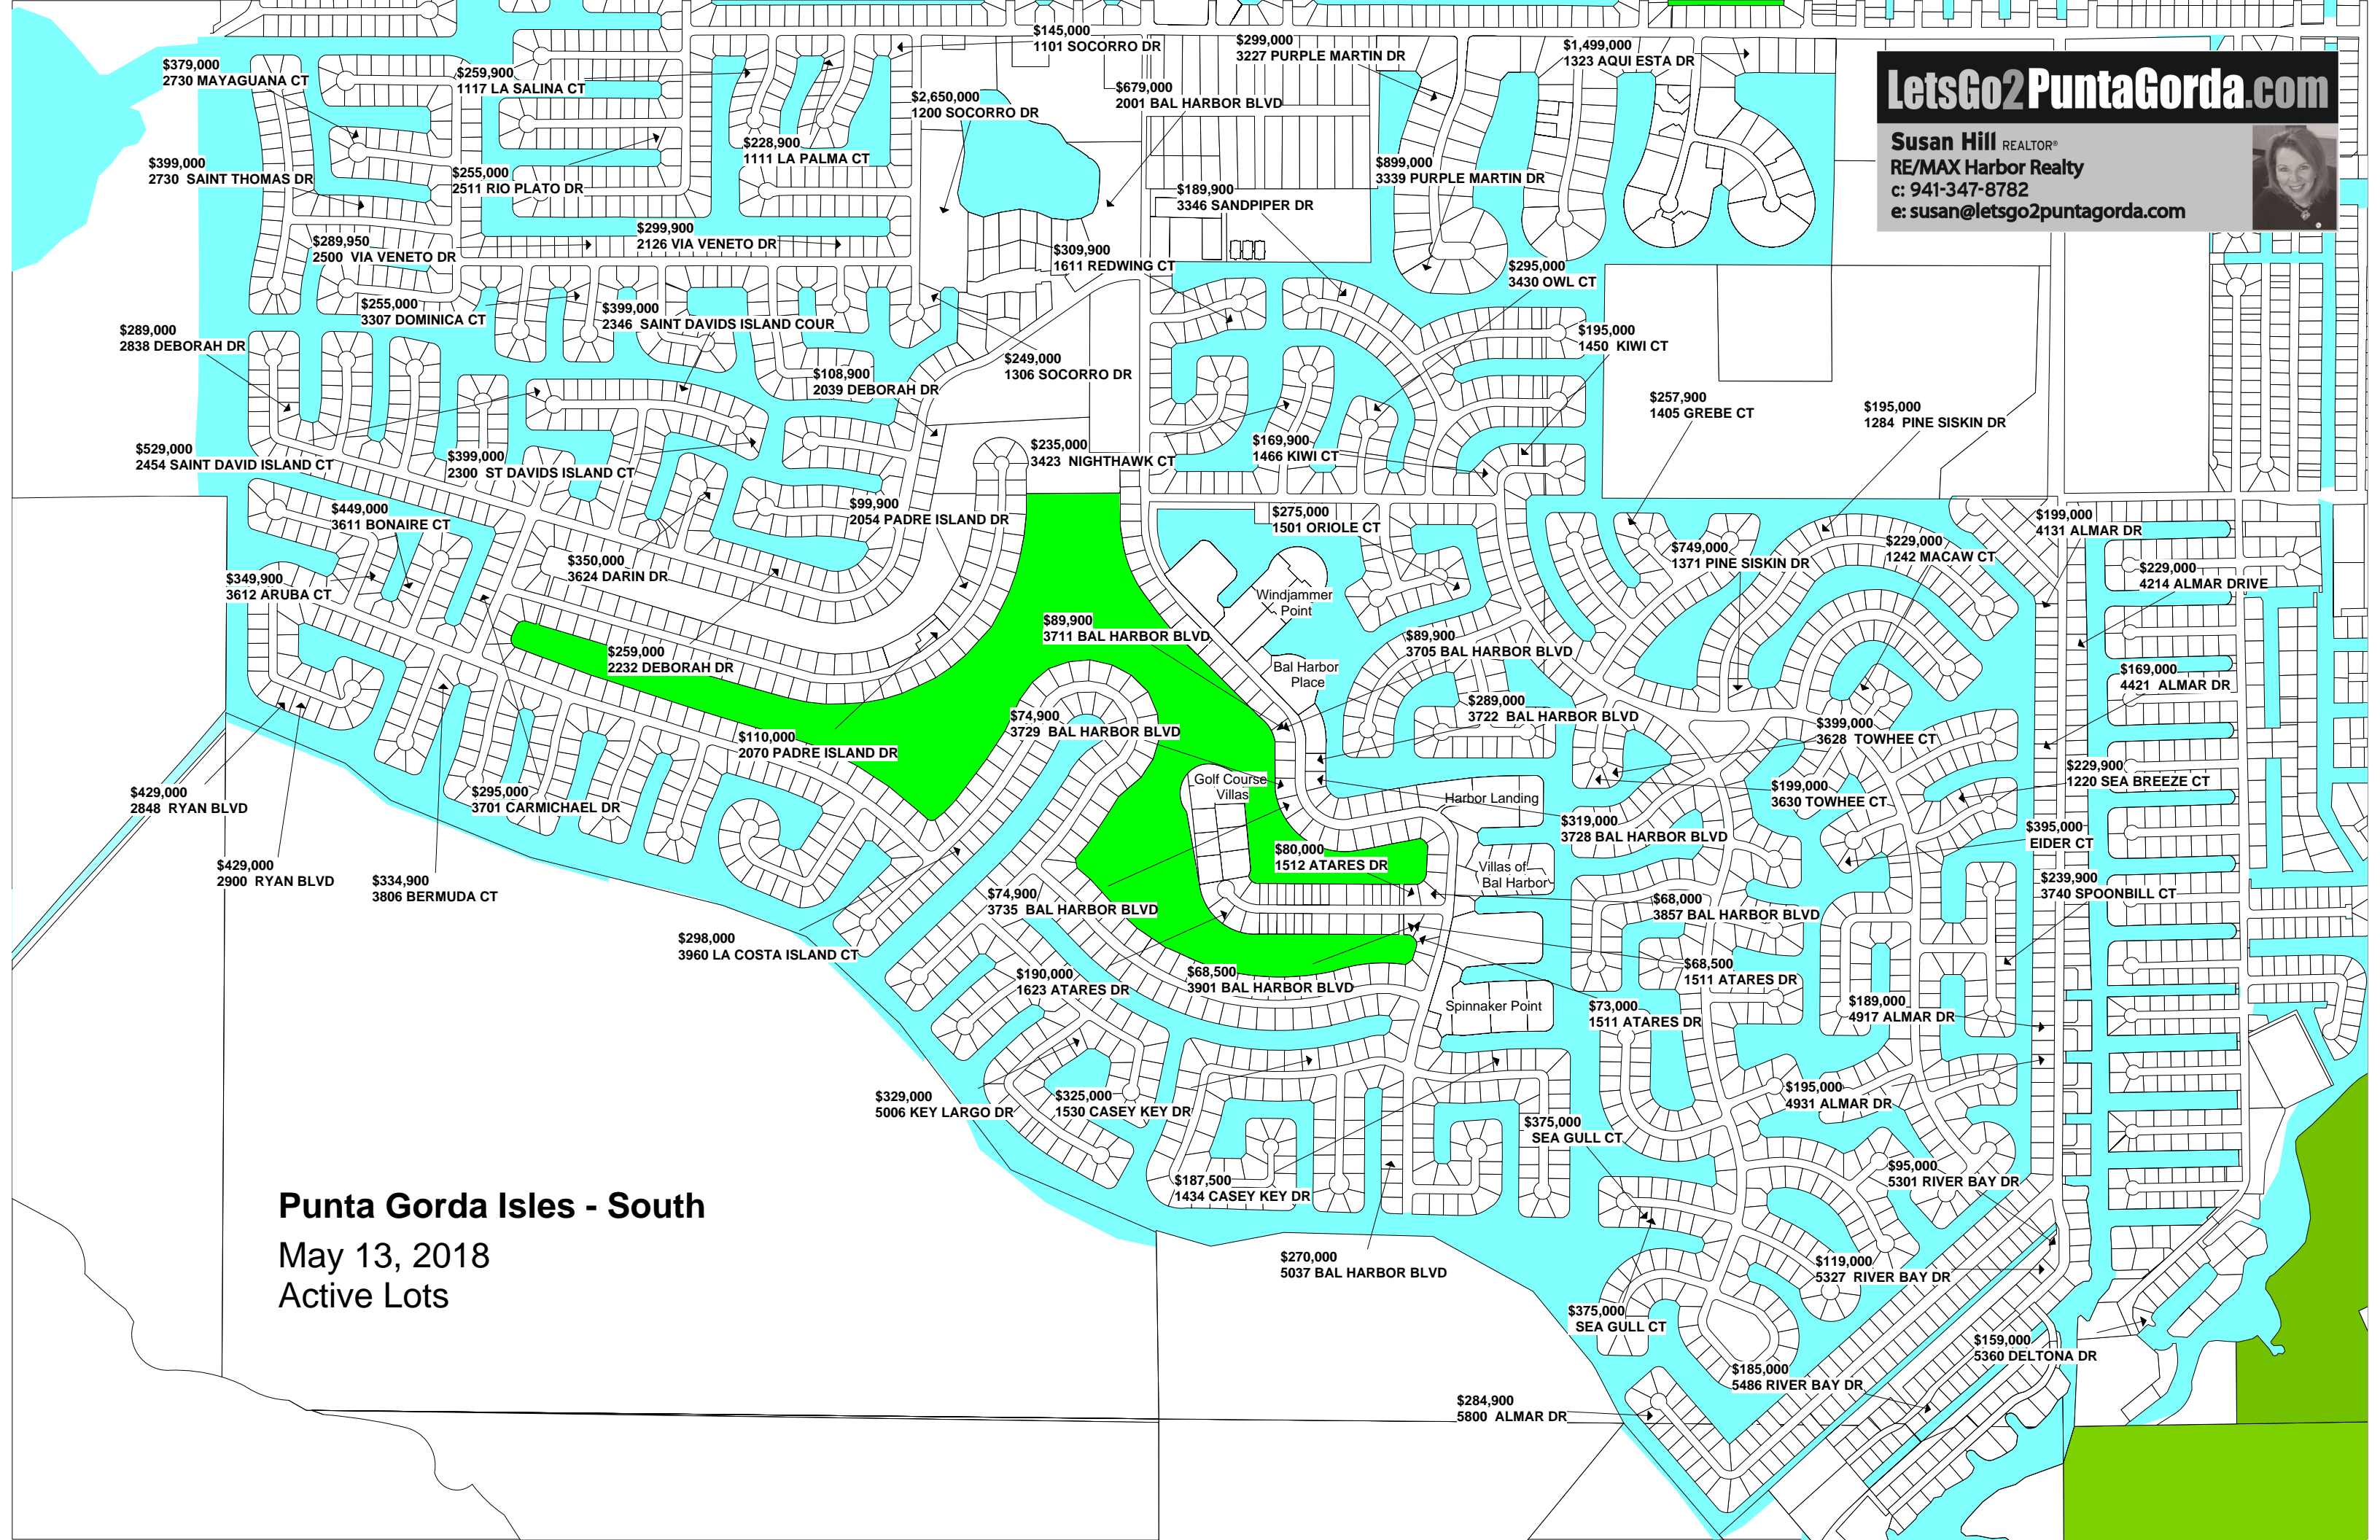 $145,000
1101 SOCORRO DR
$299,000
3227 PURPLE MARTIN DR
$1,499,000
1323 AQUI ESTA DR
$379,000
2730 MAYAGUANA CT
$259,900
1117 LA SALINA CT
$679,000
2001 BAL HARBOR BLVD
$2,650,000
1200 SOCORRO DR
LetsGo2PuntaGorda.com
Susan Hill REALTOR®
RE/MAX Harbor Realty
c: 941-347-8782
e: susan@letsgo2puntagorda.com
$228,900
1111 LA PALMA CT
$399,000
2730 SAINT THOMAS DR
$255,000
2511 RIO PLATO DR
$899,000
3339 PURPLE MARTIN DR
$189,900
3346 SANDPIPER DR
$289,950
2500 VIA VENETO DR
$299,900
2126 VIA VENETO DR
$309,900
1611 REDWING CT
$295,000
3430 OWL CT
$255,000
3307 DOMINICA CT
$399,000
2346 SAINT DAVIDS ISLAND COUR
$289,000
2838 DEBORAH DR
$195,000
1450 KIWI CT
$249,000
1306 SOCORRO DR
$108,900
2039 DEBORAH DR
$257,900
1405 GREBE CT
$195,000
1284 PINE SISKIN DR
$529,000
2454 SAINT DAVID ISLAND CT
$399,000
2300 ST DAVIDS ISLAND CT
$235,000
3423 NIGHTHAWK CT
$169,900
1466 KIWI CT
$449,000
3611 BONAIRE CT
$99,900
2054 PADRE ISLAND DR
$275,000
1501 ORIOLE CT
$199,000
4131 ALMAR DR
$350,000
3624 DARIN DR
$749,000
1371 PINE SISKIN DR
$229,000
1242 MACAW CT
$229,000
4214 ALMAR DRIVE
$349,900
3612 ARUBA CT
Windjammer
Point
$89,900
3711 BAL HARBOR BLVD
$89,900
3705 BAL HARBOR BLVD
$259,000
2232 DEBORAH DR
Bal Harbor
Place
$169,000
4421 ALMAR DR
$289,000
3722 BAL HARBOR BLVD
$74,900
3729 BAL HARBOR BLVD
$399,000
3628 TOWHEE CT
$110,000
2070 PADRE ISLAND DR
$229,900
1220 SEA BREEZE CT
$429,000
2848 RYAN BLVD
$295,000
3701 CARMICHAEL DR
Golf Course
Villas
Harbor Landing
$199,000
3630 TOWHEE CT
$319,000
3728 BAL HARBOR BLVD
$395,000
EIDER CT
$80,000
1512 ATARES DR
$429,000
2900 RYAN BLVD
$334,900
3806 BERMUDA CT
Villas of
Bal Harbor
$239,900
3740 SPOONBILL CT
$74,900
3735 BAL HARBOR BLVD
$68,000
3857 BAL HARBOR BLVD
$298,000
3960 LA COSTA ISLAND CT
$190,000
1623 ATARES DR
$68,500
3901 BAL HARBOR BLVD
$68,500
1511 ATARES DR
Spinnaker Point
$73,000
1511 ATARES DR
$189,000
4917 ALMAR DR
$329,000
5006 KEY LARGO DR
$325,000
1530 CASEY KEY DR
$195,000
4931 ALMAR DR
$375,000
SEA GULL CT
$187,500
1434 CASEY KEY DR
$95,000
5301 RIVER BAY DR
Punta Gorda Isles - South
May 13, 2018
Active Lots
$270,000
5037 BAL HARBOR BLVD
$119,000
5327 RIVER BAY DR
$375,000
SEA GULL CT
$159,000
5360 DELTONA DR
$185,000
5486 RIVER BAY DR
$284,900
5800 ALMAR DR